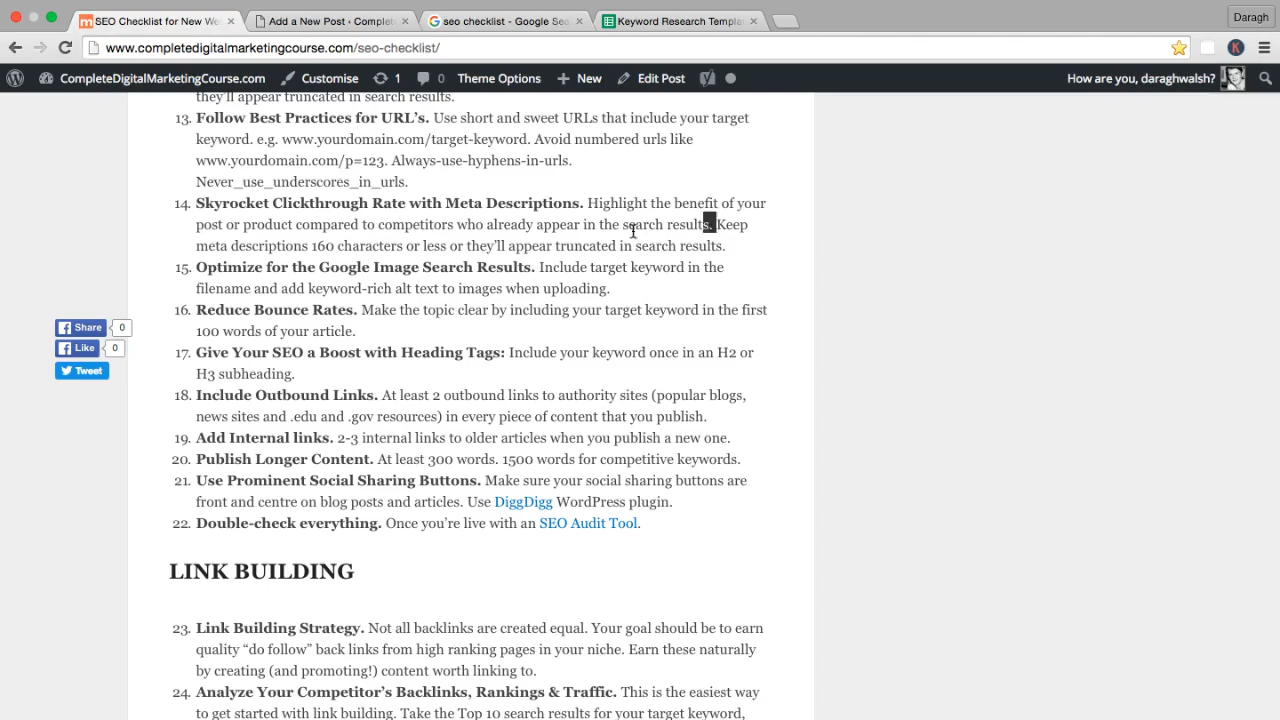 SEO Checklist for New We
Add a New Post ‹ Complet
seo checklist - Google Sea
Keyword Research Templat
Daragh
www.completedigitalmarketingcourse.com/seo-checklist/
K
CompleteDigitalMarketingCourse.com
Customise
1
0
Theme Options
New
Edit Post
How are you, daraghwalsh?
they'll appear truncated in search results.
13. Follow Best Practices for URL's. Use short and sweet URLs that include your target
keyword. e.g. www.yourdomain.com/target-keyword. Avoid numbered urls like
www.yourdomain.com/p=123. Always-use-hyphens-in-urls.
Never_use_underscores_in_urls.
14. Skyrocket Clickthrough Rate with Meta Descriptions. Highlight the benefit of your
post or product compared to competitors who already appear in the search results. Keep
meta descriptions 160 characters or less or they'll appear truncated in search results.
15. Optimize for the Google Image Search Results. Include target keyword in the
filename and add keyword-rich alt text to images when uploading.
16. Reduce Bounce Rates. Make the topic clear by including your target keyword in the first
100 words of your article.
17. Give Your SEO a Boost with Heading Tags: Include your keyword once in an H2 or
H3 subheading.
18. Include Outbound Links. At least 2 outbound links to authority sites (popular blogs,
news sites and .edu and .gov resources) in every piece of content that you publish.
19. Add Internal links. 2-3 internal links to older articles when you publish a new one.
20. Publish Longer Content. At least 300 words. 1500 words for competitive keywords.
21. Use Prominent Social Sharing Buttons. Make sure your social sharing buttons are
front and centre on blog posts and articles. Use DiggDigg WordPress plugin.
22. Double-check everything. Once you're live with an SEO Audit Tool.
Share 0
Like 0
Tweet
LINK BUILDING
23. Link Building Strategy. Not all backlinks are created equal. Your goal should be to earn
quality "do follow" back links from high ranking pages in your niche. Earn these naturally
by creating (and promoting!) content worth linking to.
24. Analyze Your Competitor's Backlinks, Rankings & Traffic. This is the easiest way
to get started with link building. Take the Top 10 search results for your target keyword,